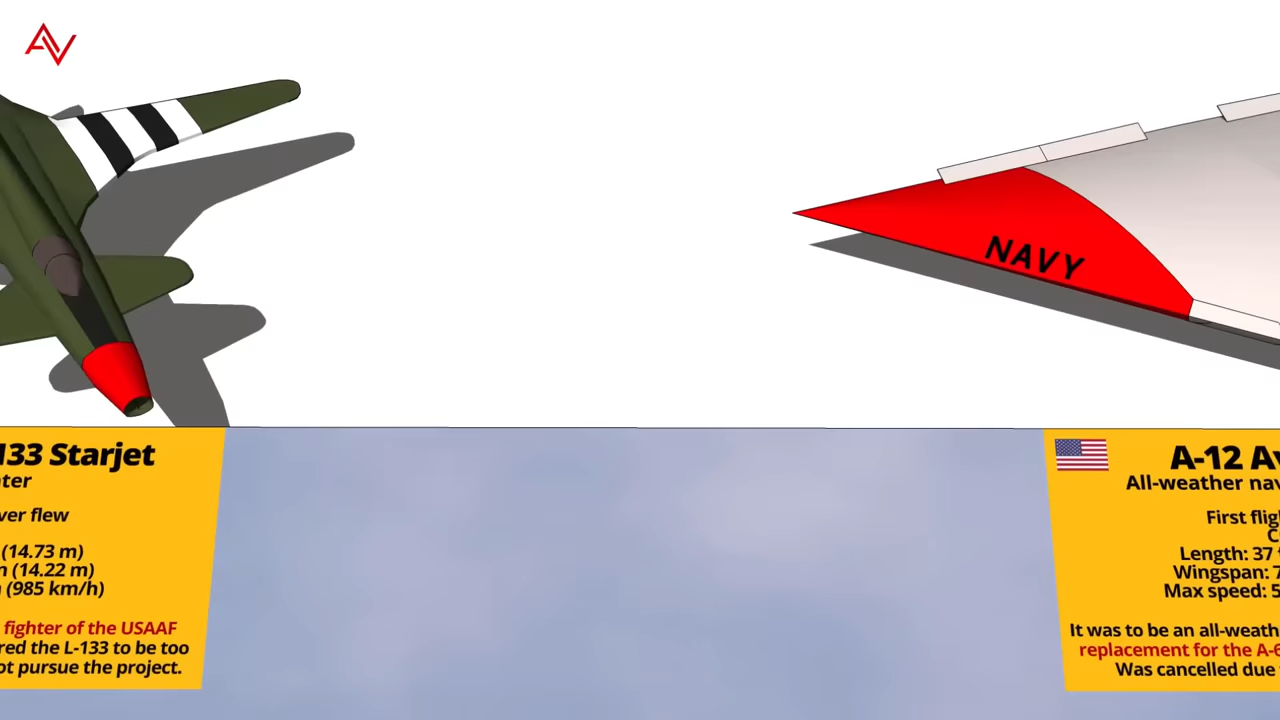 AV
NAVY
133 Starjet
ver flew
(14.73 m)
(14.22 m)
(985 km/h)
fighter of the USAAF
red the L-133 to be too
ot pursue the project.
A-12 Av
All-weather nav
First flig
C
Length: 37
Wingspan: 7
Max speed: 5
It was to be an all-weath
replacement for the A-6
Was cancelled due